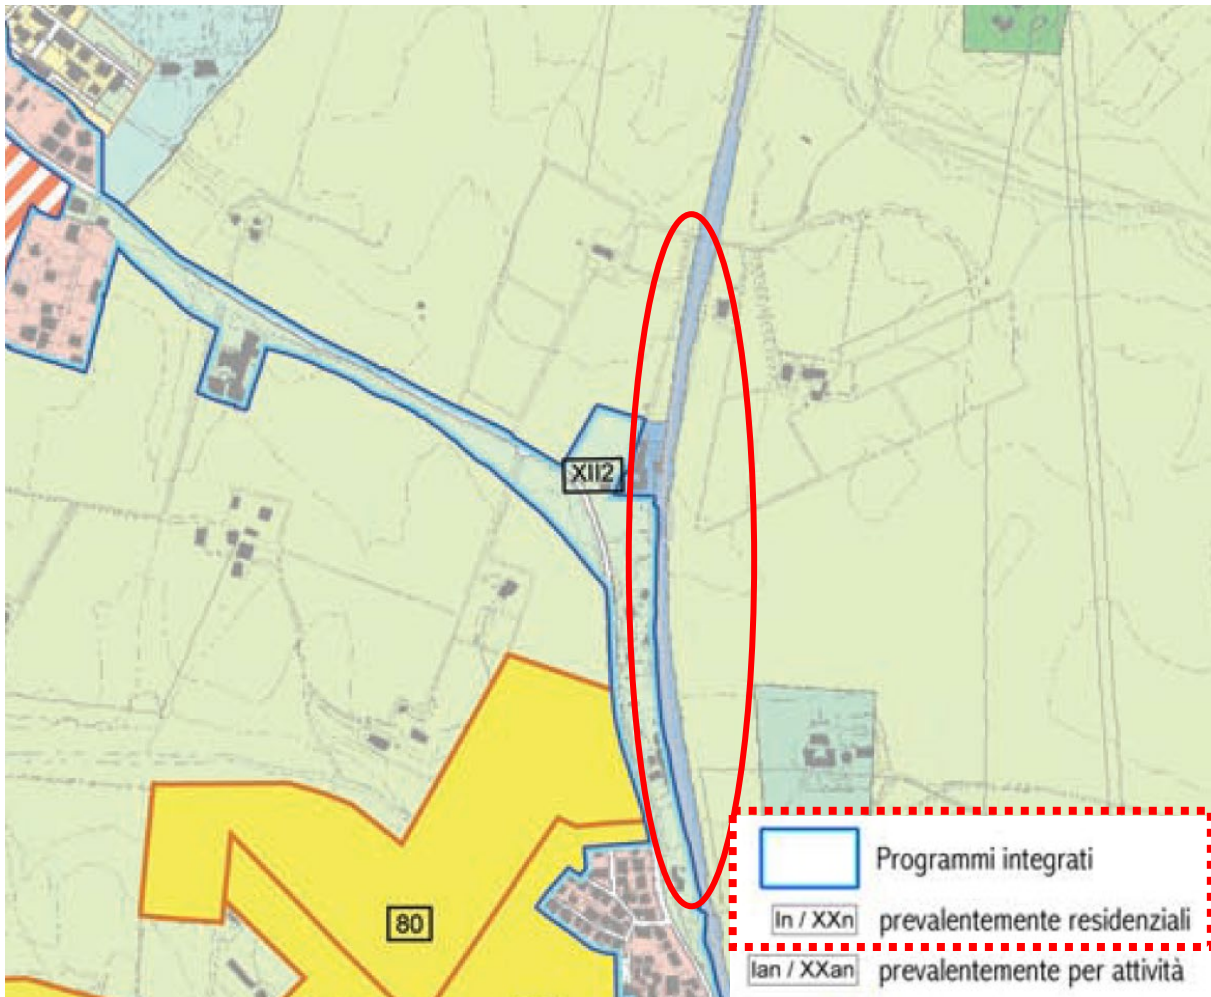 XII2
80
Programmi integrati
In / XXn prevalentemente residenziali
Ian / XXan prevalentemente per attività